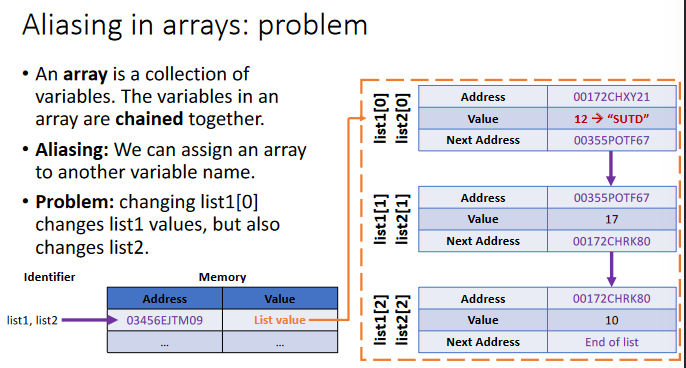 Aliasing in arrays: problem
• An array is a collection of
variables. The variables in an
array are chained together.
• Aliasing: We can assign an array
to another variable name.
• Problem: changing list1[0]
changes list1 values, but also
changes list2.
Identifier
Memory
Address Value
list1, list2 03456EJTM09 List value
... ...
list1[0]
list2[0]
Address 00172CHXY21
Value 12 → “SUTD”
Next Address 00355POTF67
list1[1]
list2[1]
Address 00355POTF67
Value 17
Next Address 00172CHRK80
list1[2]
list2[2]
Address 00172CHRK80
Value 10
Next Address End of list